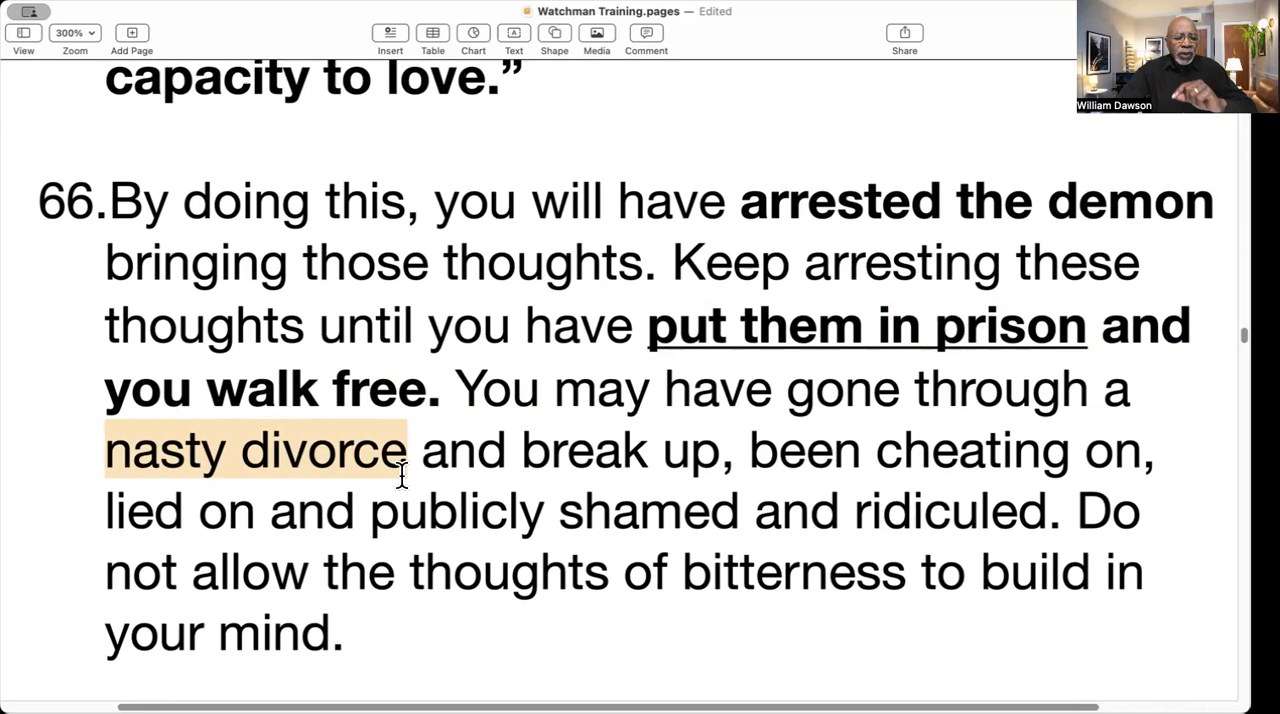 Watchman Training.pages — Edited
300%
View
Zoom
Add Page
Insert
Table
Chart
Text
Shape
Media
Comment
Share
William Dawson
capacity to love.”
66.By doing this, you will have arrested the demon
bringing those thoughts. Keep arresting these
thoughts until you have put them in prison and
you walk free. You may have gone through a
nasty divorce and break up, been cheating on,
lied on and publicly shamed and ridiculed. Do
not allow the thoughts of bitterness to build in
your mind.